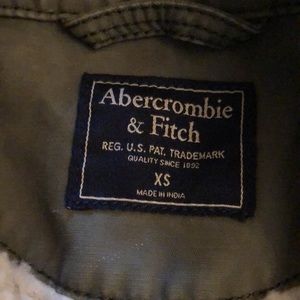 Abercrombie
& Fitch
REG. U.S. PAT. TRADEMARK
QUALITY SINCE 1892
XS
MADE IN INDIA